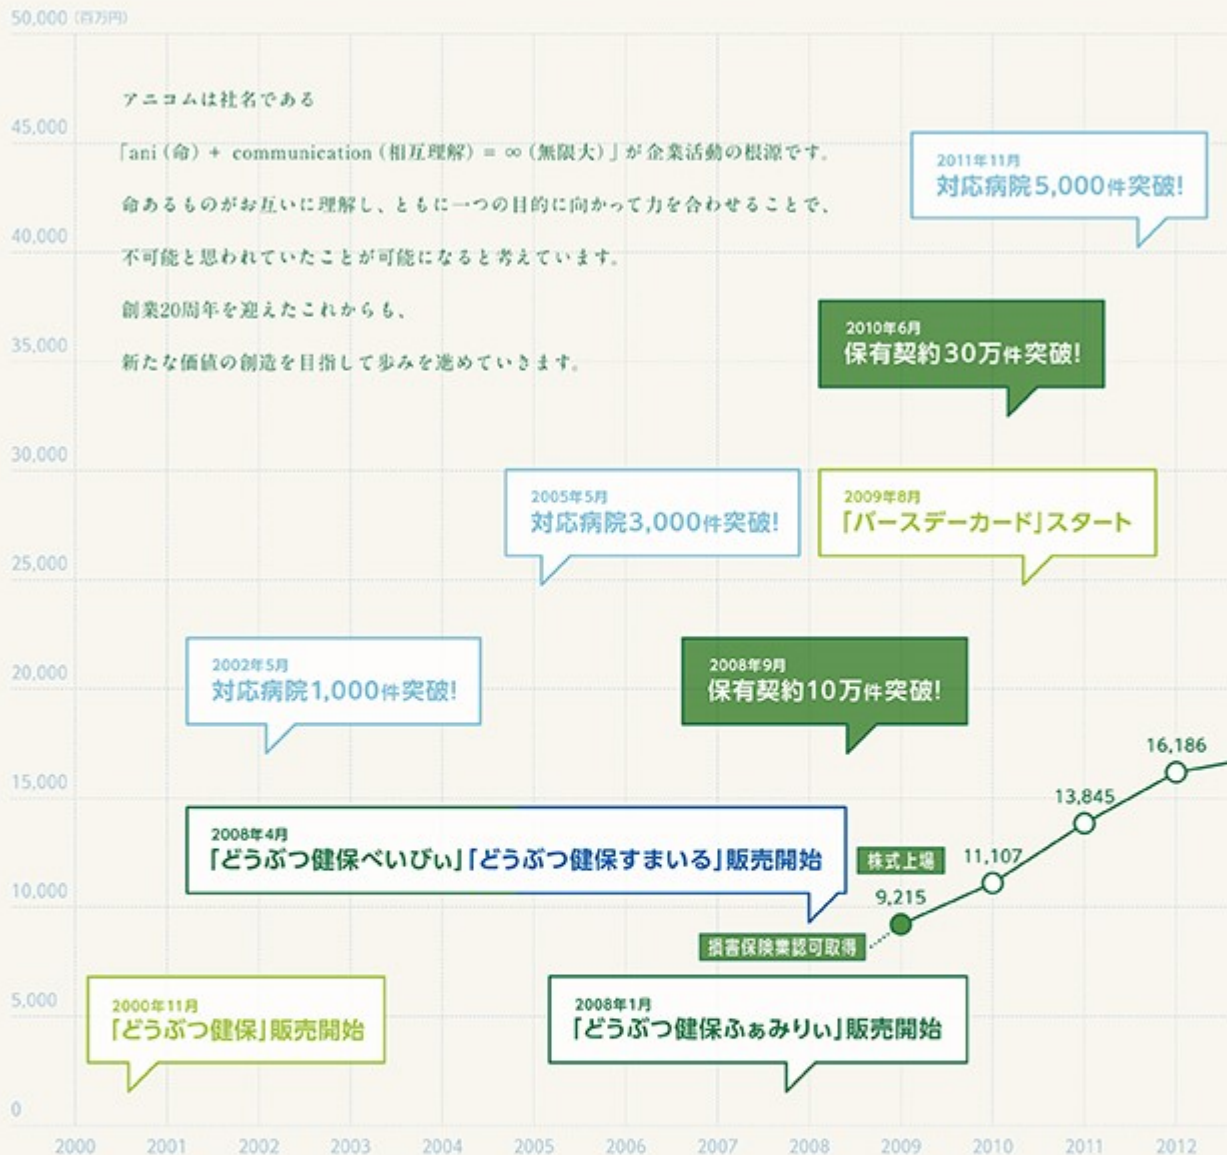 50,000 (百万円)
アニコムは社名である
45,000
「ani (命) + communication (相互理解) = ∞ (無限大)」が企業活動の根源です。
2011年11月
対応病院5,000件突破!
命あるものがお互いに理解し、ともに一つの目的に向かって力を合わせることで、
40,000
不可能と思われていたことが可能になると考えています。
創業20周年を迎えたこれからも、
2010年6月
保有契約30万件突破!
35,000
新たな価値の創造を目指して歩みを進めていきます。
30,000
2005年5月
対応病院3,000件突破!
2009年8月
「バースデーカード」スタート
25,000
2002年5月
対応病院1,000件突破!
2008年9月
保有契約10万件突破!
20,000
16,186
15,000
13,845
2008年4月
「どうぶつ健保べいびぃ」「どうぶつ健保すまいる」販売開始
株式上場
11,107
10,000
9,215
損害保険業認可取得
5,000
2000年11月
「どうぶつ健保」販売開始
2008年1月
「どうぶつ健保ふぁみりぃ」販売開始
0
2000 2001 2002 2003 2004 2005 2006 2007 2008 2009 2010 2011 2012